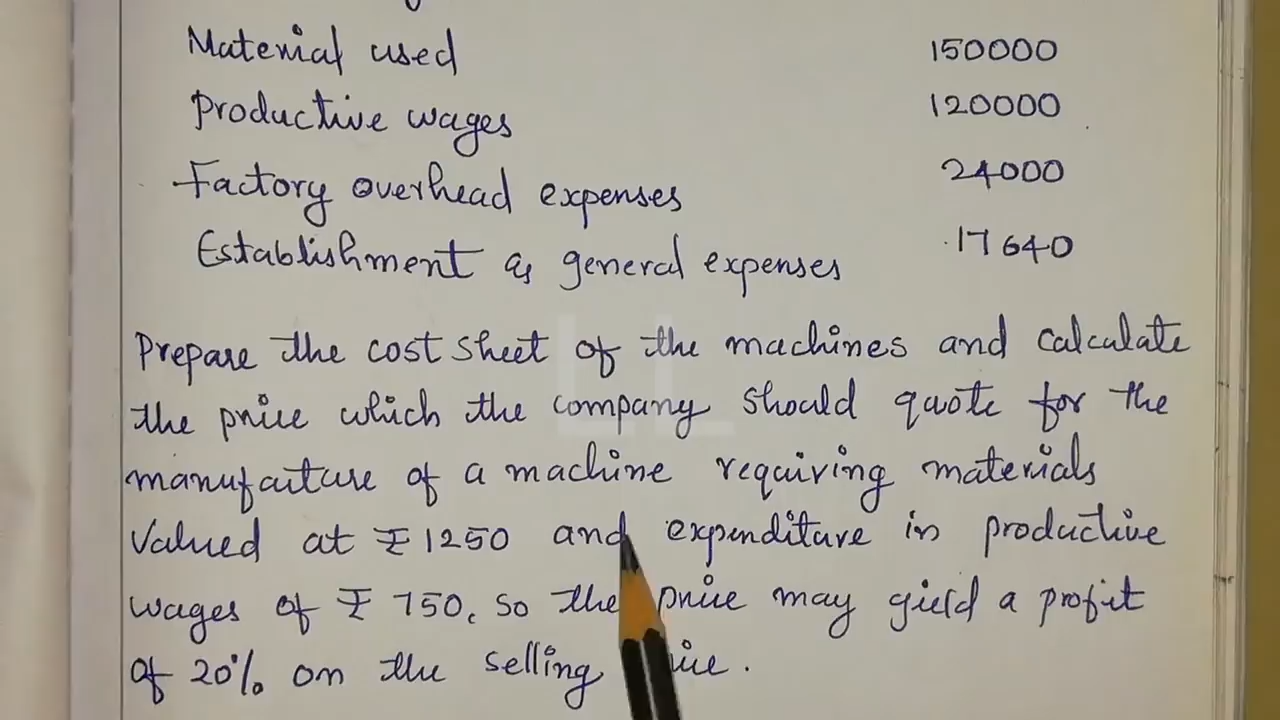 Material used 150000
Productive wages 120000
Factory overhead expenses 24000
Establishment & general expenses 17640
Prepare the cost sheet of the machines and calculate
the price which the company should quote for the
manufacture of a machine requiring materials
valued at ₹ 1250 and expenditure in productive
wages of ₹ 750, so the price may yield a profit
of 20% on the selling